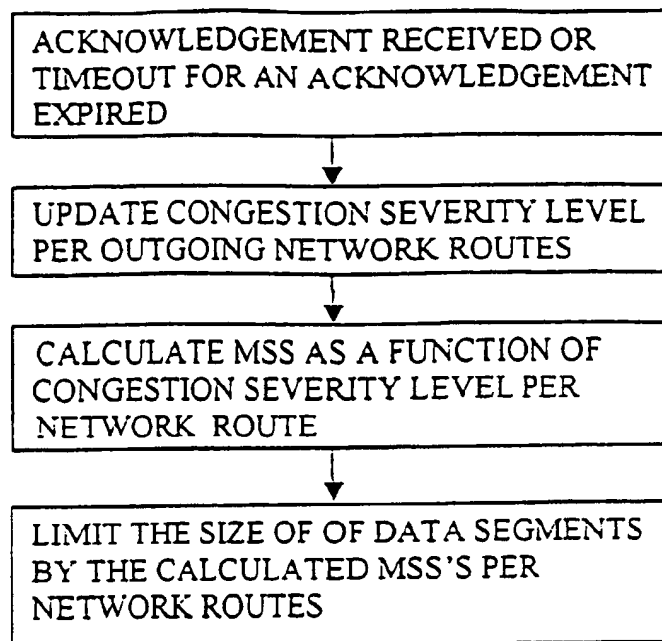 ACKNOWLEDGEMENT RECEIVED OR
TIMEOUT FOR AN ACKNOWLEDGEMENT
EXPIRED
UPDATE CONGESTION SEVERITY LEVEL
PER OUTGOING NETWORK ROUTES
CALCULATE MSS AS A FUNCTION OF
CONGESTION SEVERITY LEVEL PER
NETWORK ROUTE
LIMIT THE SIZE OF OF DATA SEGMENTS
BY THE CALCULATED MSS'S PER
NETWORK ROUTES